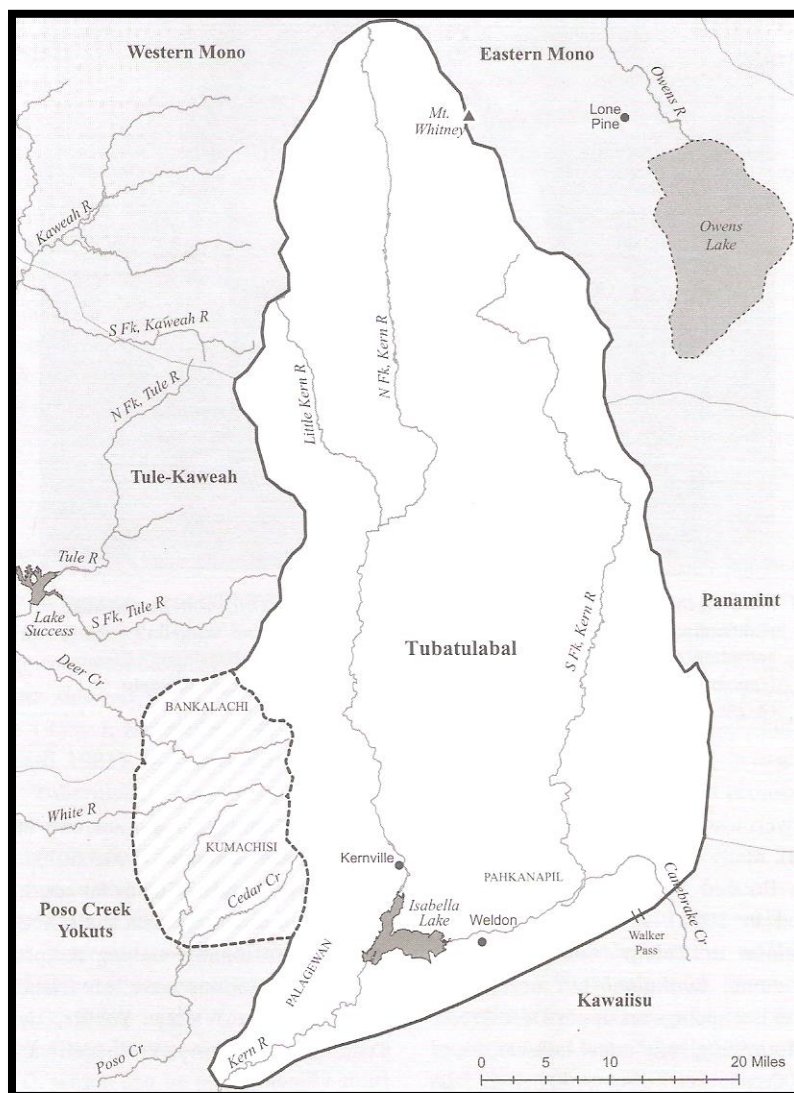 Western Mono
Eastern Mono
Owens R
Lone
Pine
Mt.
Whitney
Kaweah R
Owens
Lake
S Fk, Kaweah R
N Fk, Kern R
Little Kern R
N Fk, Tule R
Tule-Kaweah
Tule R
Lake
Success
S Fk, Tule R
Panamint
Tubatulabal
S Fk, Kern R
Deer Cr
BANKALACHI
White R
KUMACHISI
Cedar Cr
Kernville
PAHKANAPIL
Canebrake Cr
Isabella
Lake
Weldon
Walker
Pass
Poso Creek
Yokuts
PALAGEWAN
Kawaiisu
Kern R
Poso Cr
0 5 10 20 Miles